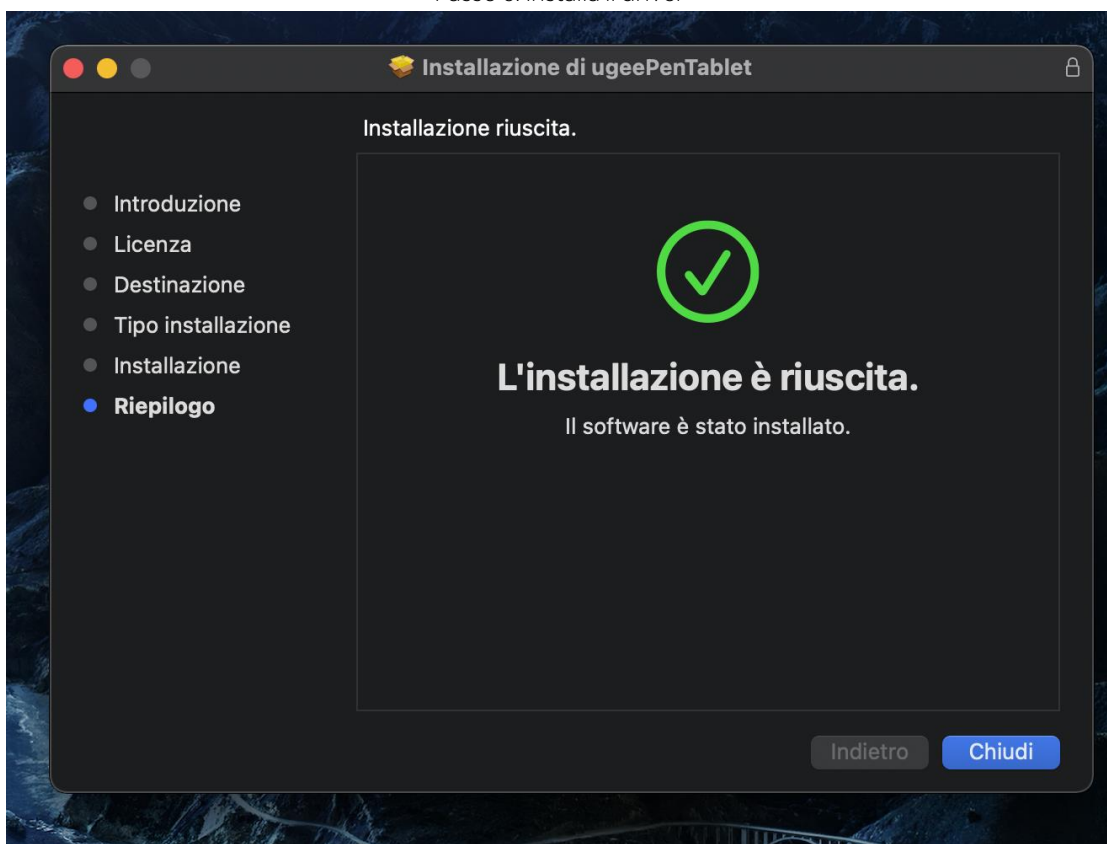 Installazione di ugeePenTablet
Installazione riuscita.
Introduzione
Licenza
Destinazione
Tipo installazione
Installazione
Riepilogo
L'installazione è riuscita.
Il software è stato installato.
Indietro
Chiudi